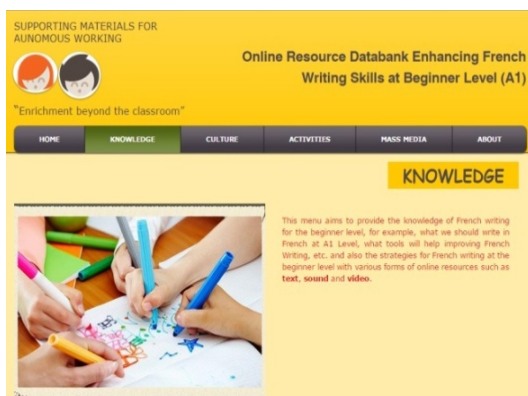 SUPPORTING MATERIALS FOR
AUNOMOUS WORKING
Online Resource Databank Enhancing French
Writing Skills at Beginner Level (A1)
"Enrichment beyond the classroom"
HOME KNOWLEDGE CULTURE ACTIVITIES MASS MEDIA ABOUT
KNOWLEDGE
This menu aims to provide the knowledge of French writing
for the beginner level, for example, what we should write in
French at A1 Level, what tools will help improving French
Writing, etc. and also the strategies for French writing at the
beginner level with various forms of online resources such as
text, sound and video.